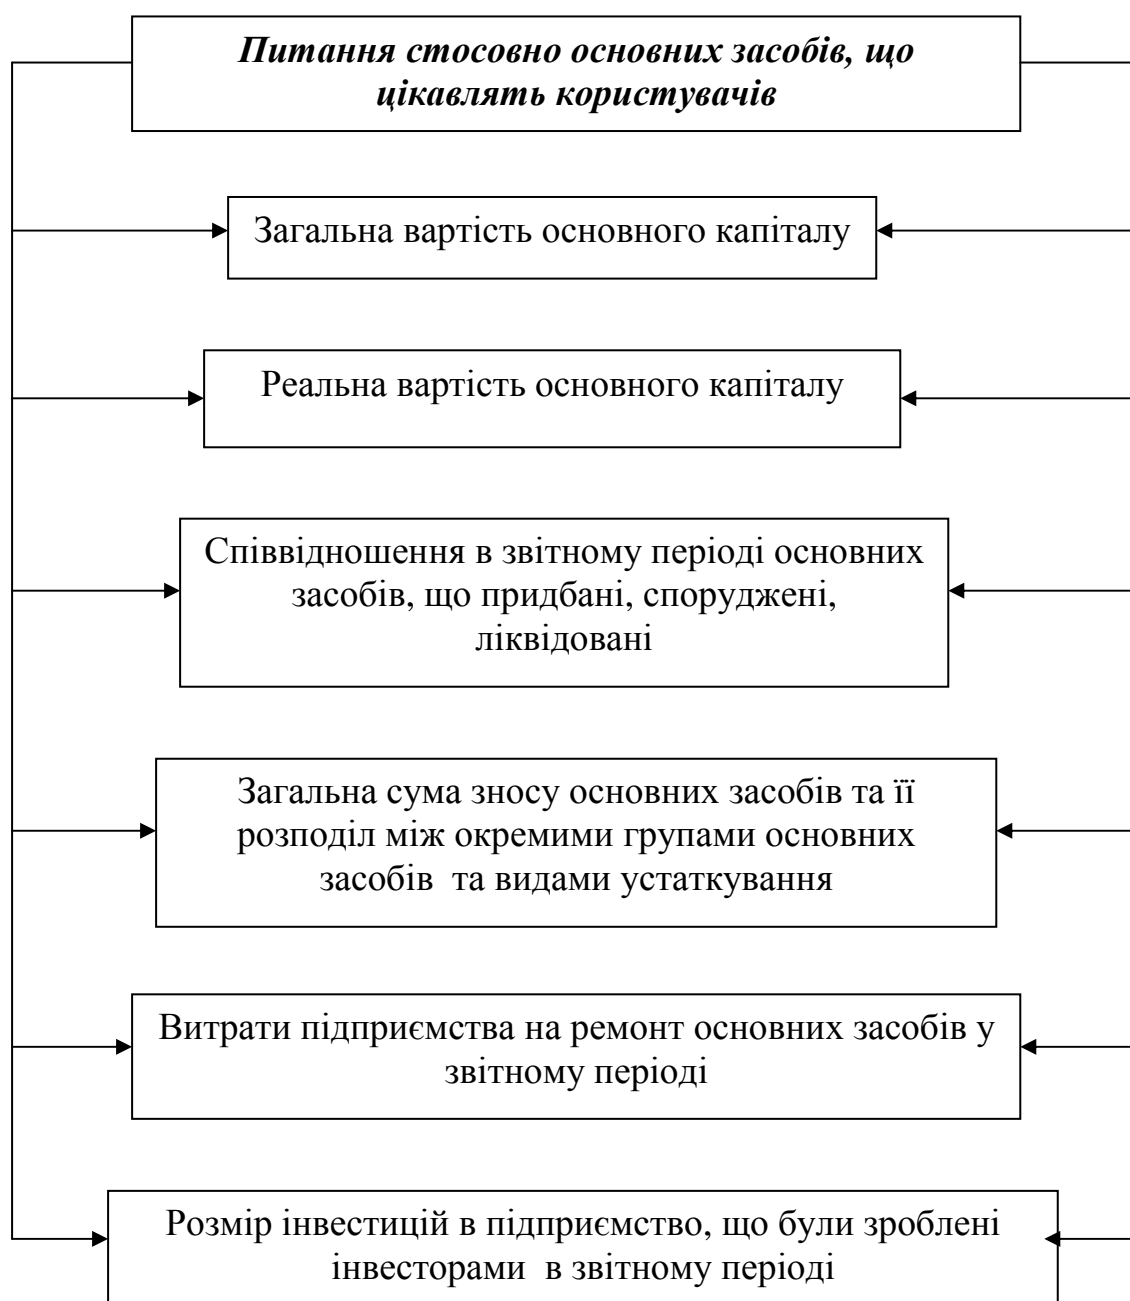 Питання стосовно основних засобів, що
цікавлять користувачів
Загальна вартість основного капіталу
Реальна вартість основного капіталу
Співвідношення в звітному періоді основних
засобів, що придбані, споруджені,
ліквідовані
Загальна сума зносу основних засобів та її
розподіл між окремими групами основних
засобів та видами устаткування
Витрати підприємства на ремонт основних засобів у
звітному періоді
Розмір інвестицій в підприємство, що були зроблені
інвесторами в звітному періоді